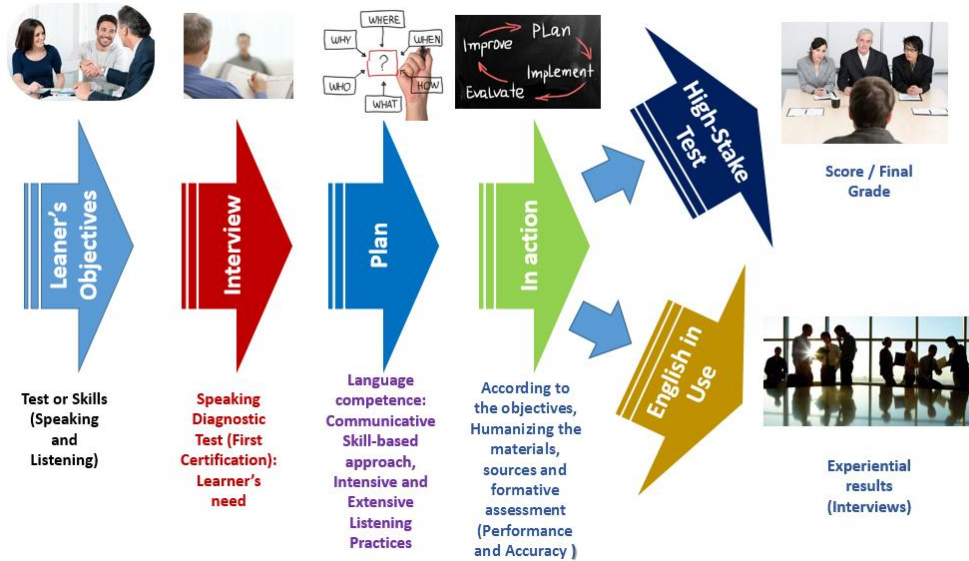 WHERE
WHY
WHEN
?
WHO
HOW
WHAT
PLan
Improve
Implement
Evaluate
Leaner's
Objectives
Interview
Plan
In action
High-Stake
Test
English in
Use
Test or Skills
(Speaking
and
Listening)
Speaking
Diagnostic
Test (First
Certification):
Learner's
need
Language
competence:
Communicative
Skill-based
approach,
Intensive and
Extensive
Listening
Practices
According to
the objectives,
Humanizing the
materials,
sources and
formative
assessment
(Performance
and Accuracy )
Score / Final
Grade
Experiential
results
(Interviews)